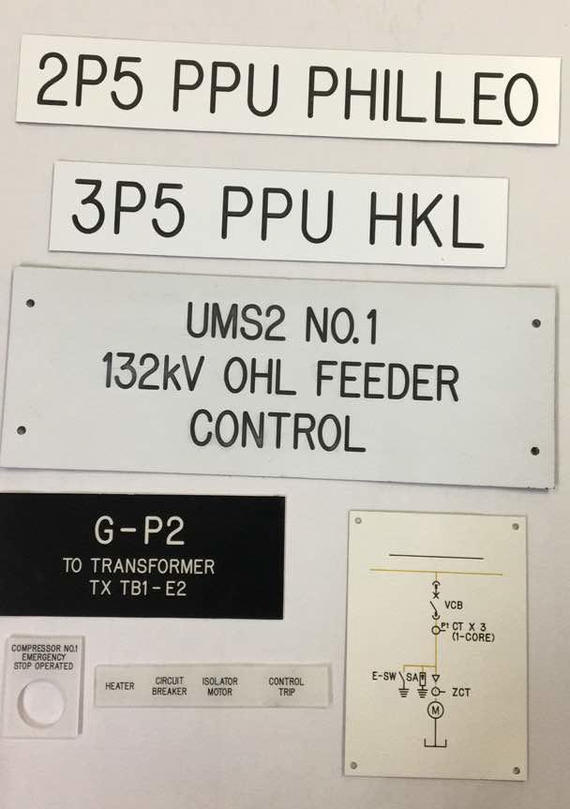 2P5 PPU PHILLEO
3P5 PPU HKL
UMS2 NO.1
132kV OHL FEEDER
CONTROL
G-P2
TO TRANSFORMER
TX TB1-E2
COMPRESSOR NO.1
EMERGENCY
STOP OPERATED
HEATER
CIRCUIT
BREAKER
ISOLATOR
MOTOR
CONTROL
TRIP
VCB
P1 CT X 3
(1-CORE)
E-SW SA
ZCT
M